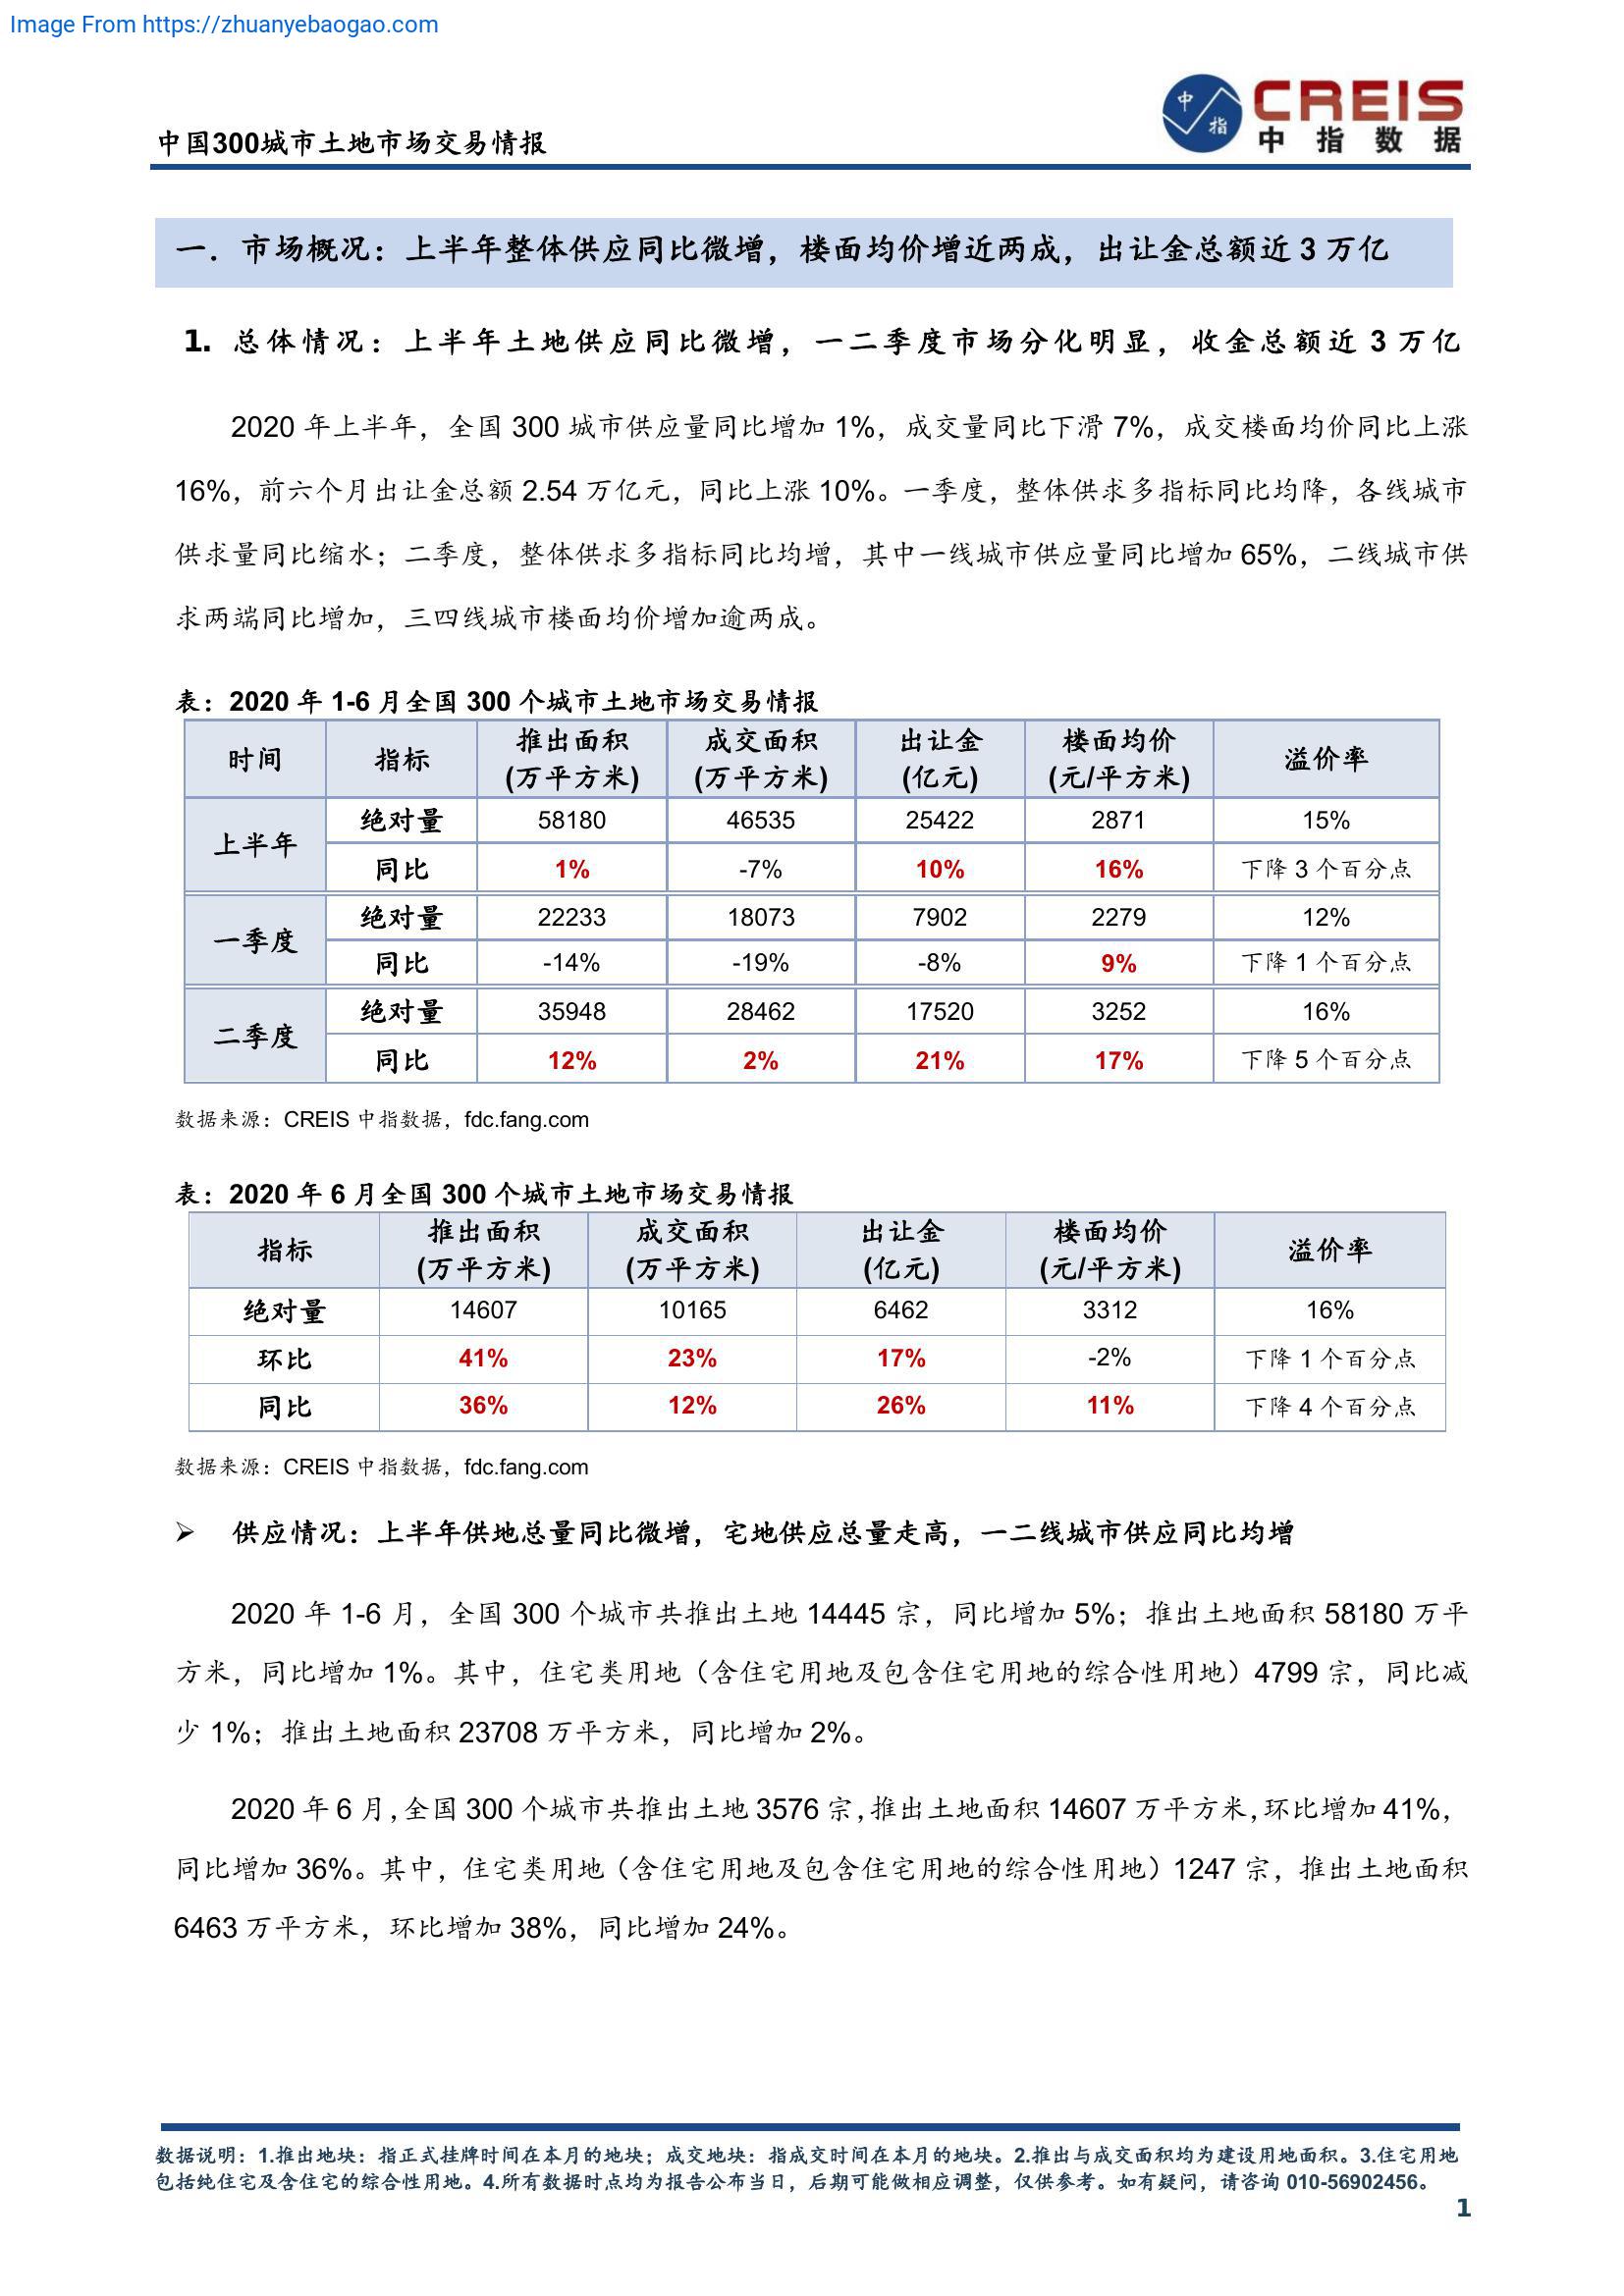 Image From https://zhuanyebaogao.com
中指
CREIS
中指数据
中国300城市土地市场交易情报
一．市场概况：上半年整体供应同比微增，楼面均价增近两成，出让金总额近 3 万亿
1. 总体情况：上半年土地供应同比微增，一二季度市场分化明显，收金总额近 3 万亿
2020 年上半年，全国 300 城市供应量同比增加 1%，成交量同比下滑 7%，成交楼面均价同比上涨
16%，前六个月出让金总额 2.54 万亿元，同比上涨 10%。一季度，整体供求多指标同比均降，各线城市
供求量同比缩水；二季度，整体供求多指标同比均增，其中一线城市供应量同比增加 65%，二线城市供
求两端同比增加，三四线城市楼面均价增加逾两成。
表：2020 年 1-6 月全国 300 个城市土地市场交易情报
时间 指标 推出面积 (万平方米) 成交面积 (万平方米) 出让金 (亿元) 楼面均价 (元/平方米) 溢价率
上半年 绝对量 58180 46535 25422 2871 15%
同比 1% -7% 10% 16% 下降 3 个百分点
一季度 绝对量 22233 18073 7902 2279 12%
同比 -14% -19% -8% 9% 下降 1 个百分点
二季度 绝对量 35948 28462 17520 3252 16%
同比 12% 2% 21% 17% 下降 5 个百分点
数据来源：CREIS 中指数据，fdc.fang.com
表：2020 年 6 月全国 300 个城市土地市场交易情报
指标 推出面积 (万平方米) 成交面积 (万平方米) 出让金 (亿元) 楼面均价 (元/平方米) 溢价率
绝对量 14607 10165 6462 3312 16%
环比 41% 23% 17% -2% 下降 1 个百分点
同比 36% 12% 26% 11% 下降 4 个百分点
数据来源：CREIS 中指数据，fdc.fang.com
➢ 供应情况：上半年供地总量同比微增，宅地供应总量走高，一二线城市供应同比均增
2020 年 1-6 月，全国 300 个城市共推出土地 14445 宗，同比增加 5%；推出土地面积 58180 万平
方米，同比增加 1%。其中，住宅类用地（含住宅用地及包含住宅用地的综合性用地）4799 宗，同比减
少 1%；推出土地面积 23708 万平方米，同比增加 2%。
2020 年 6 月，全国 300 个城市共推出土地 3576 宗，推出土地面积 14607 万平方米，环比增加 41%，
同比增加 36%。其中，住宅类用地（含住宅用地及包含住宅用地的综合性用地）1247 宗，推出土地面积
6463 万平方米，环比增加 38%，同比增加 24%。
数据说明：1.推出地块：指正式挂牌时间在本月的地块；成交地块：指成交时间在本月的地块。2.推出与成交面积均为建设用地面积。3.住宅用地
包括纯住宅及含住宅的综合性用地。4.所有数据时点均为报告公布当日，后期可能做相应调整，仅供参考。如有疑问，请咨询 010-56902456。
1